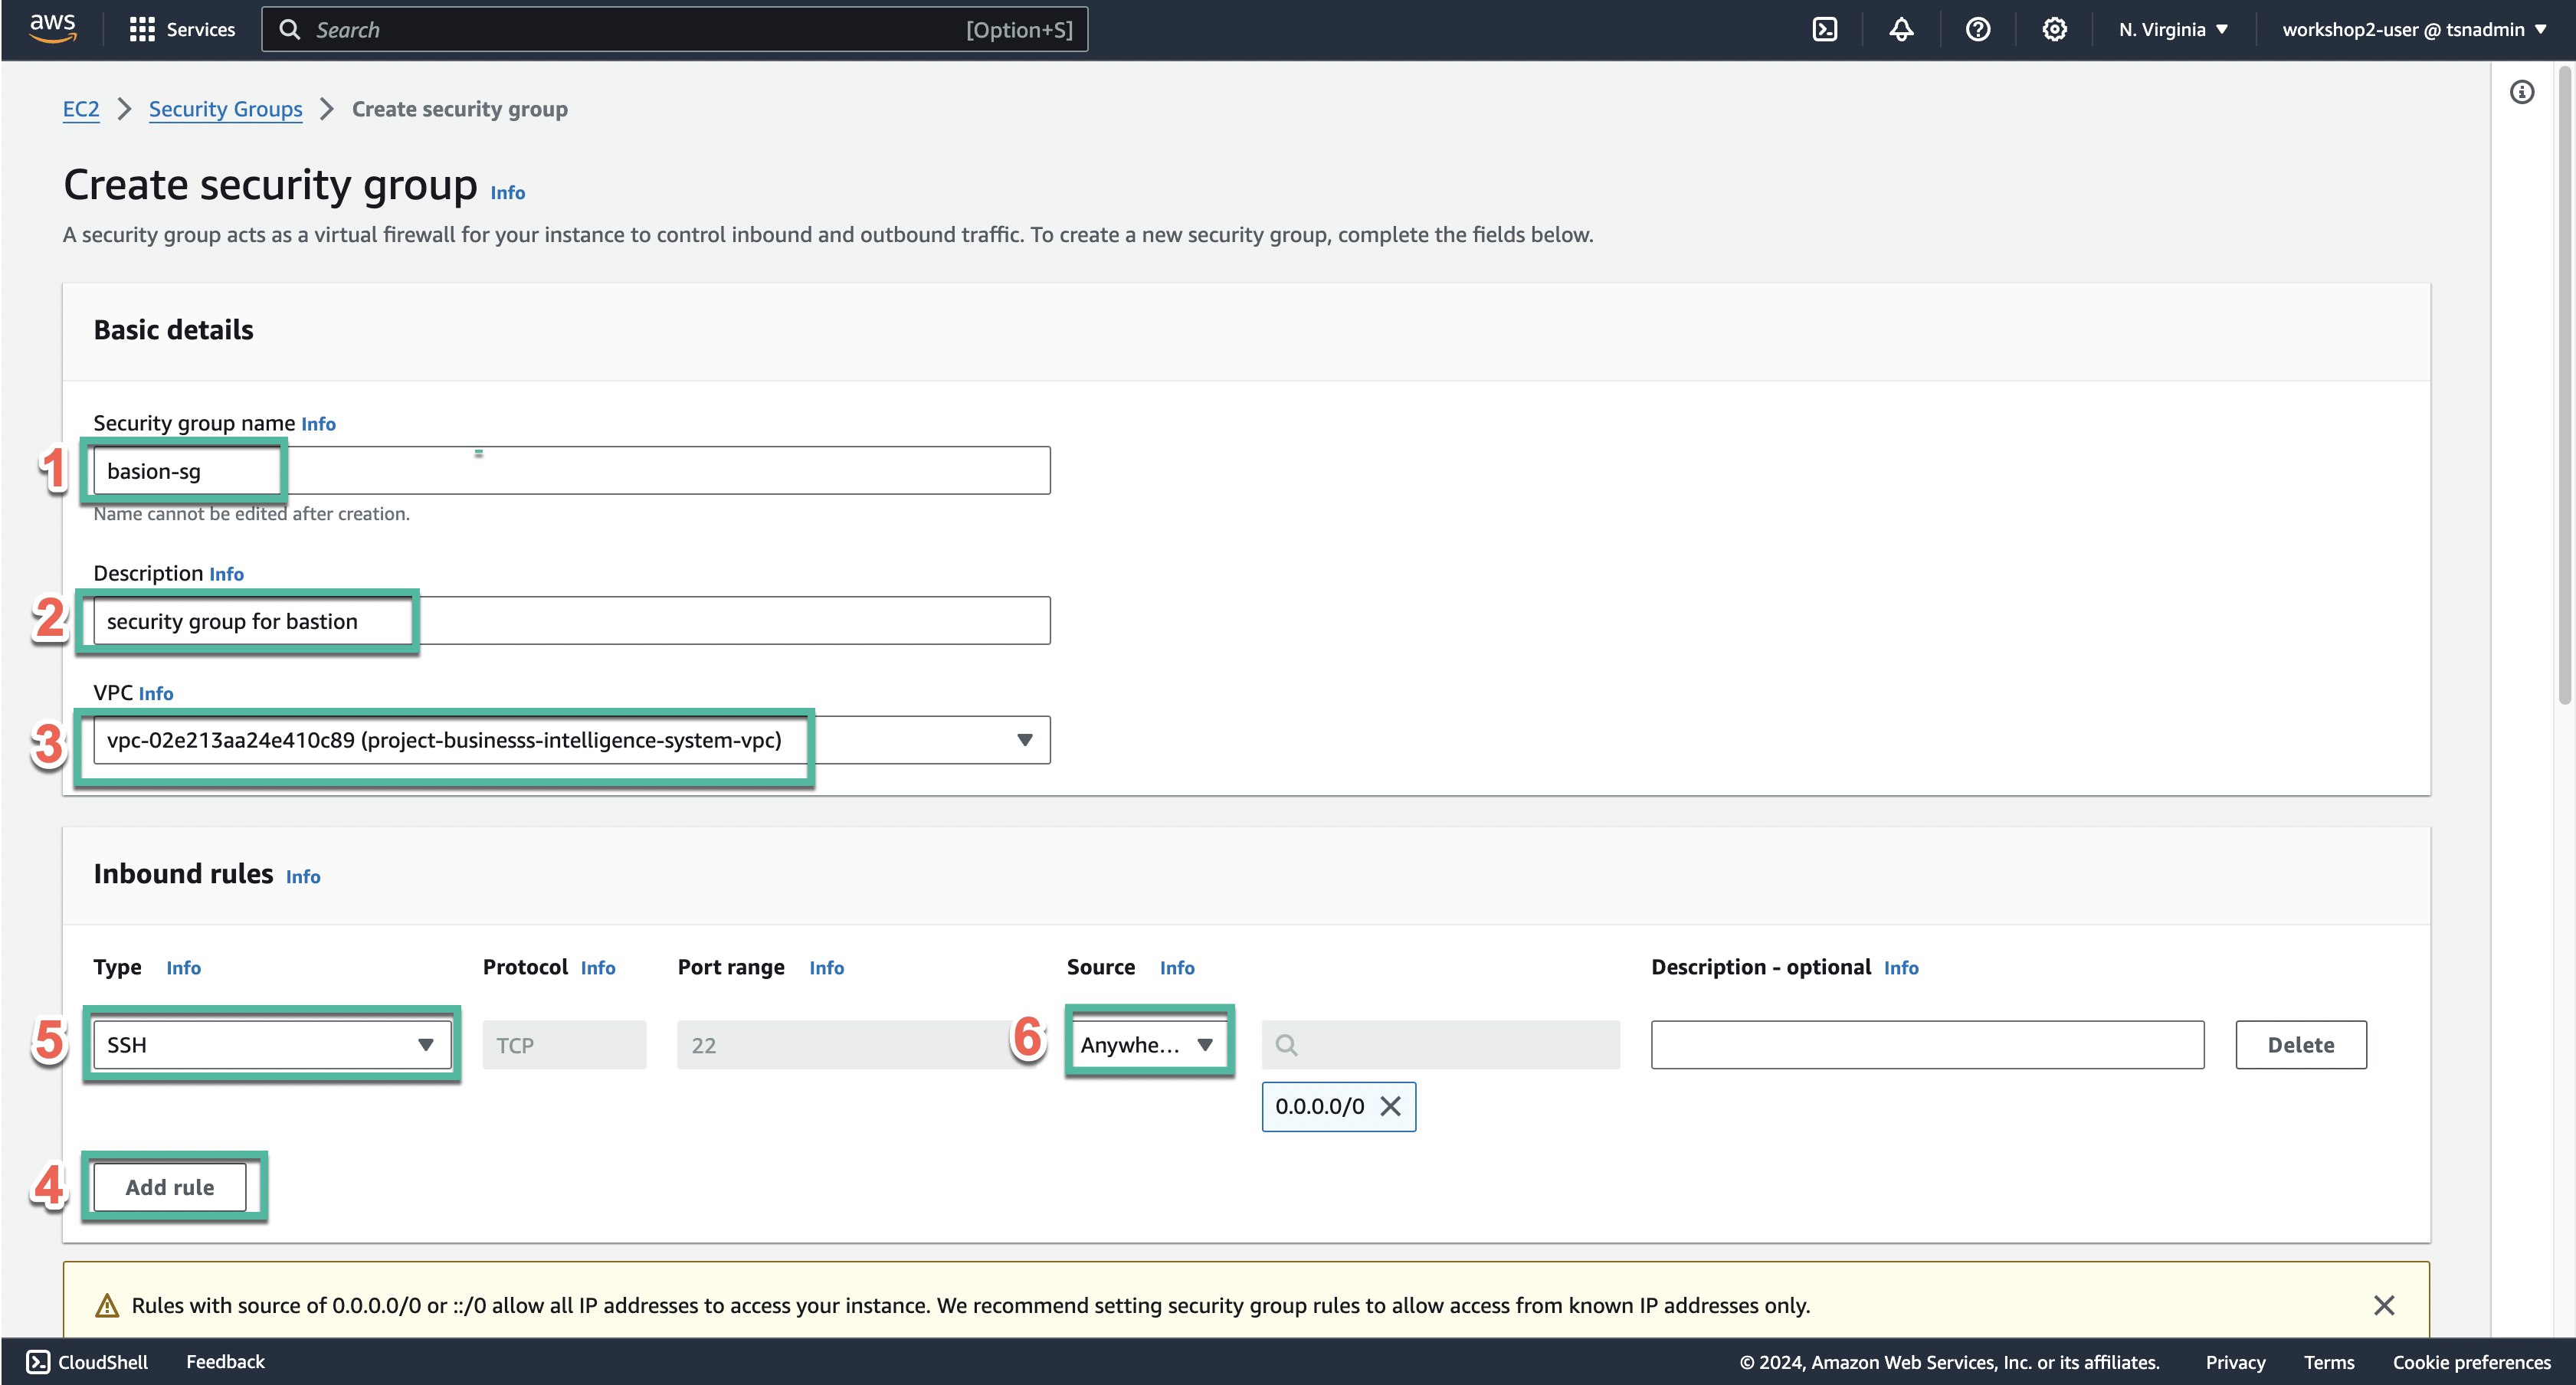 aws Services Search [Option+S] N. Virginia workshop2-user @ tsnadmin
EC2 Security Groups Create security group
Create security group Info
A security group acts as a virtual firewall for your instance to control inbound and outbound traffic. To create a new security group, complete the fields below.
Basic details
Security group name Info
1 basion-sg
Name cannot be edited after creation.
Description Info
2 security group for bastion
VPC Info
3 vpc-02e213aa24e410c89 (project-businesss-intelligence-system-vpc)
Inbound rules Info
Type Info Protocol Info Port range Info Source Info Description - optional Info
5 SSH TCP 22 6 Anywhe... Delete
0.0.0.0/0
4 Add rule
Rules with source of 0.0.0.0/0 or ::/0 allow all IP addresses to access your instance. We recommend setting security group rules to allow access from known IP addresses only.
CloudShell Feedback © 2024, Amazon Web Services, Inc. or its affiliates. Privacy Terms Cookie preferences